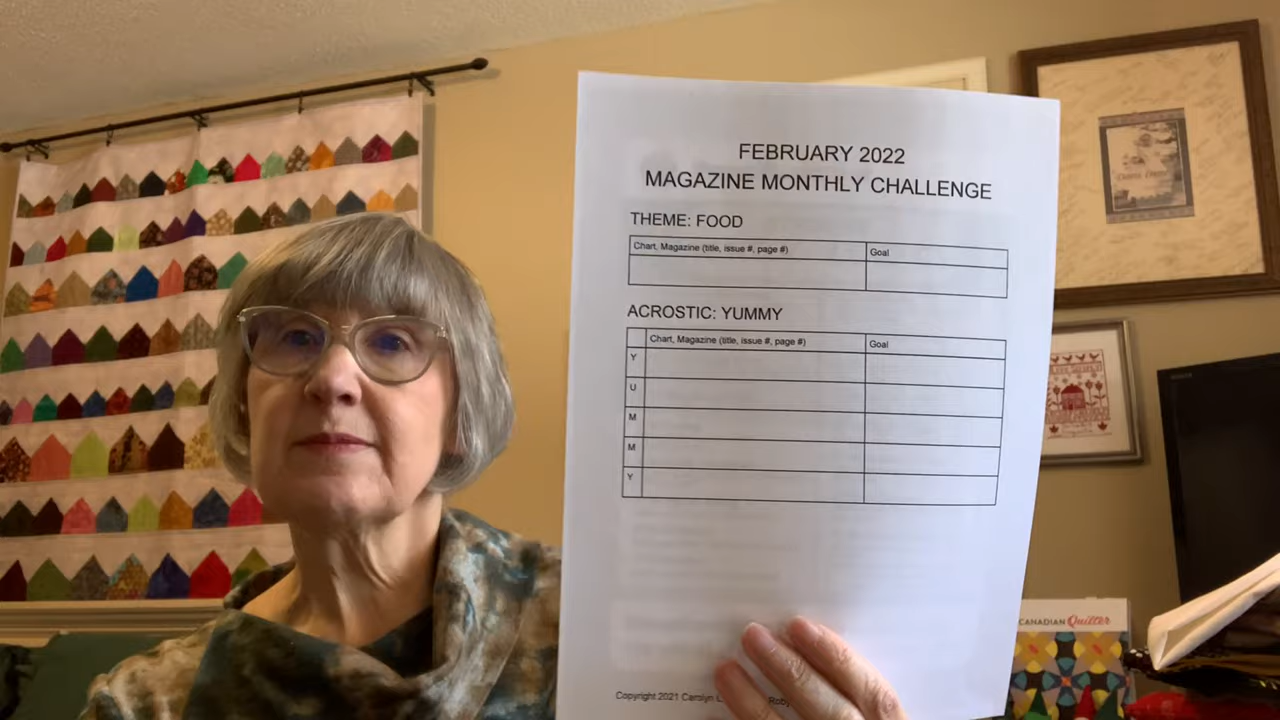 FEBRUARY 2022
MAGAZINE MONTHLY CHALLENGE
THEME: FOOD
Chart, Magazine (title, issue #, page #) Goal
ACROSTIC: YUMMY
Chart, Magazine (title, issue #, page #) Goal
Y
U
M
M
Y
Copyright 2021 Carolyn
CANADIAN Quilter